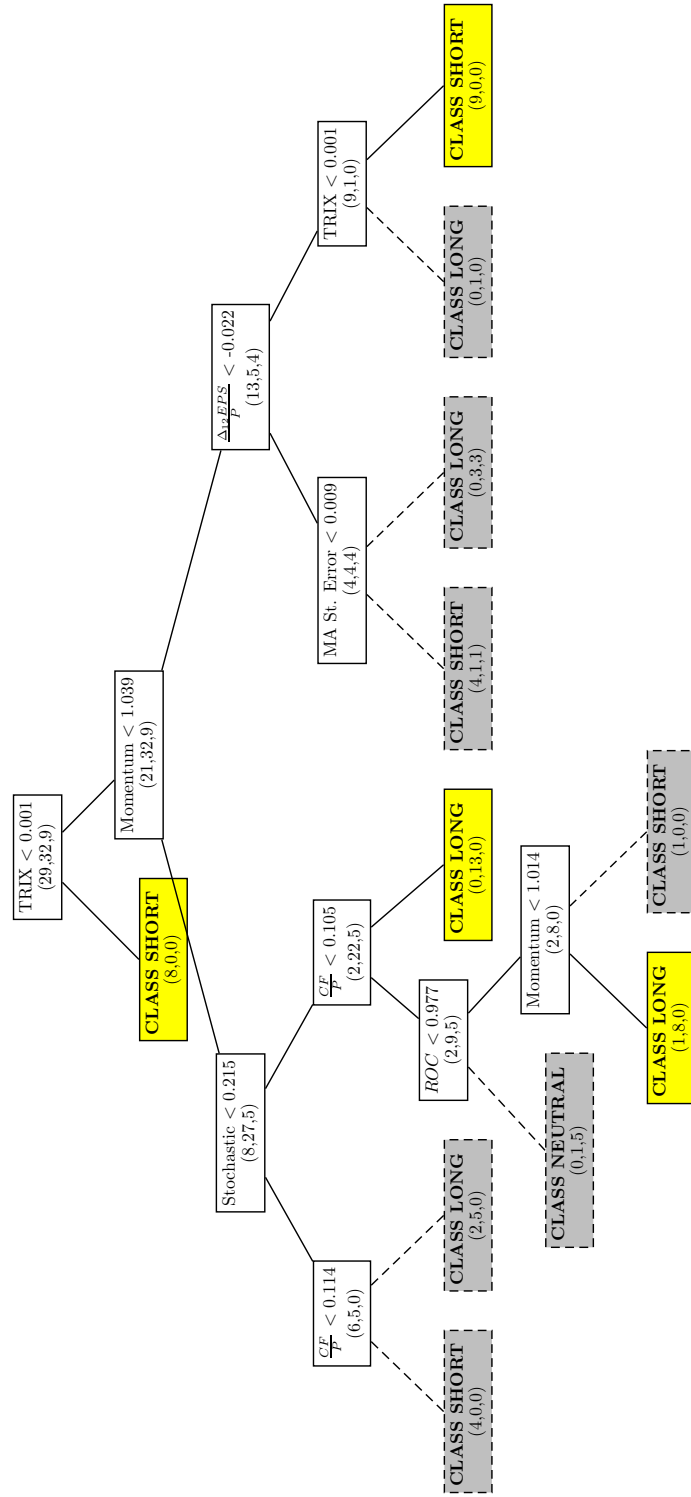 TRIX < 0.001
(29,32,9)
CLASS SHORT
(8,0,0)
Momentum < 1.039
(21,32,9)
Stochastic < 0.215
(8,27,5)
Δ₁₂EPS/P < -0.022
(13,5,4)
CF/P < 0.114
(6,5,0)
CF/P < 0.105
(2,22,5)
MA St. Error < 0.009
(4,4,4)
TRIX < 0.001
(9,1,0)
CLASS SHORT
(4,0,0)
CLASS LONG
(2,5,0)
ROC < 0.977
(2,9,5)
CLASS LONG
(0,13,0)
CLASS SHORT
(4,1,1)
CLASS LONG
(0,3,3)
CLASS LONG
(0,1,0)
CLASS SHORT
(9,0,0)
CLASS NEUTRAL
(0,1,5)
Momentum < 1.014
(2,8,0)
CLASS LONG
(1,8,0)
CLASS SHORT
(1,0,0)